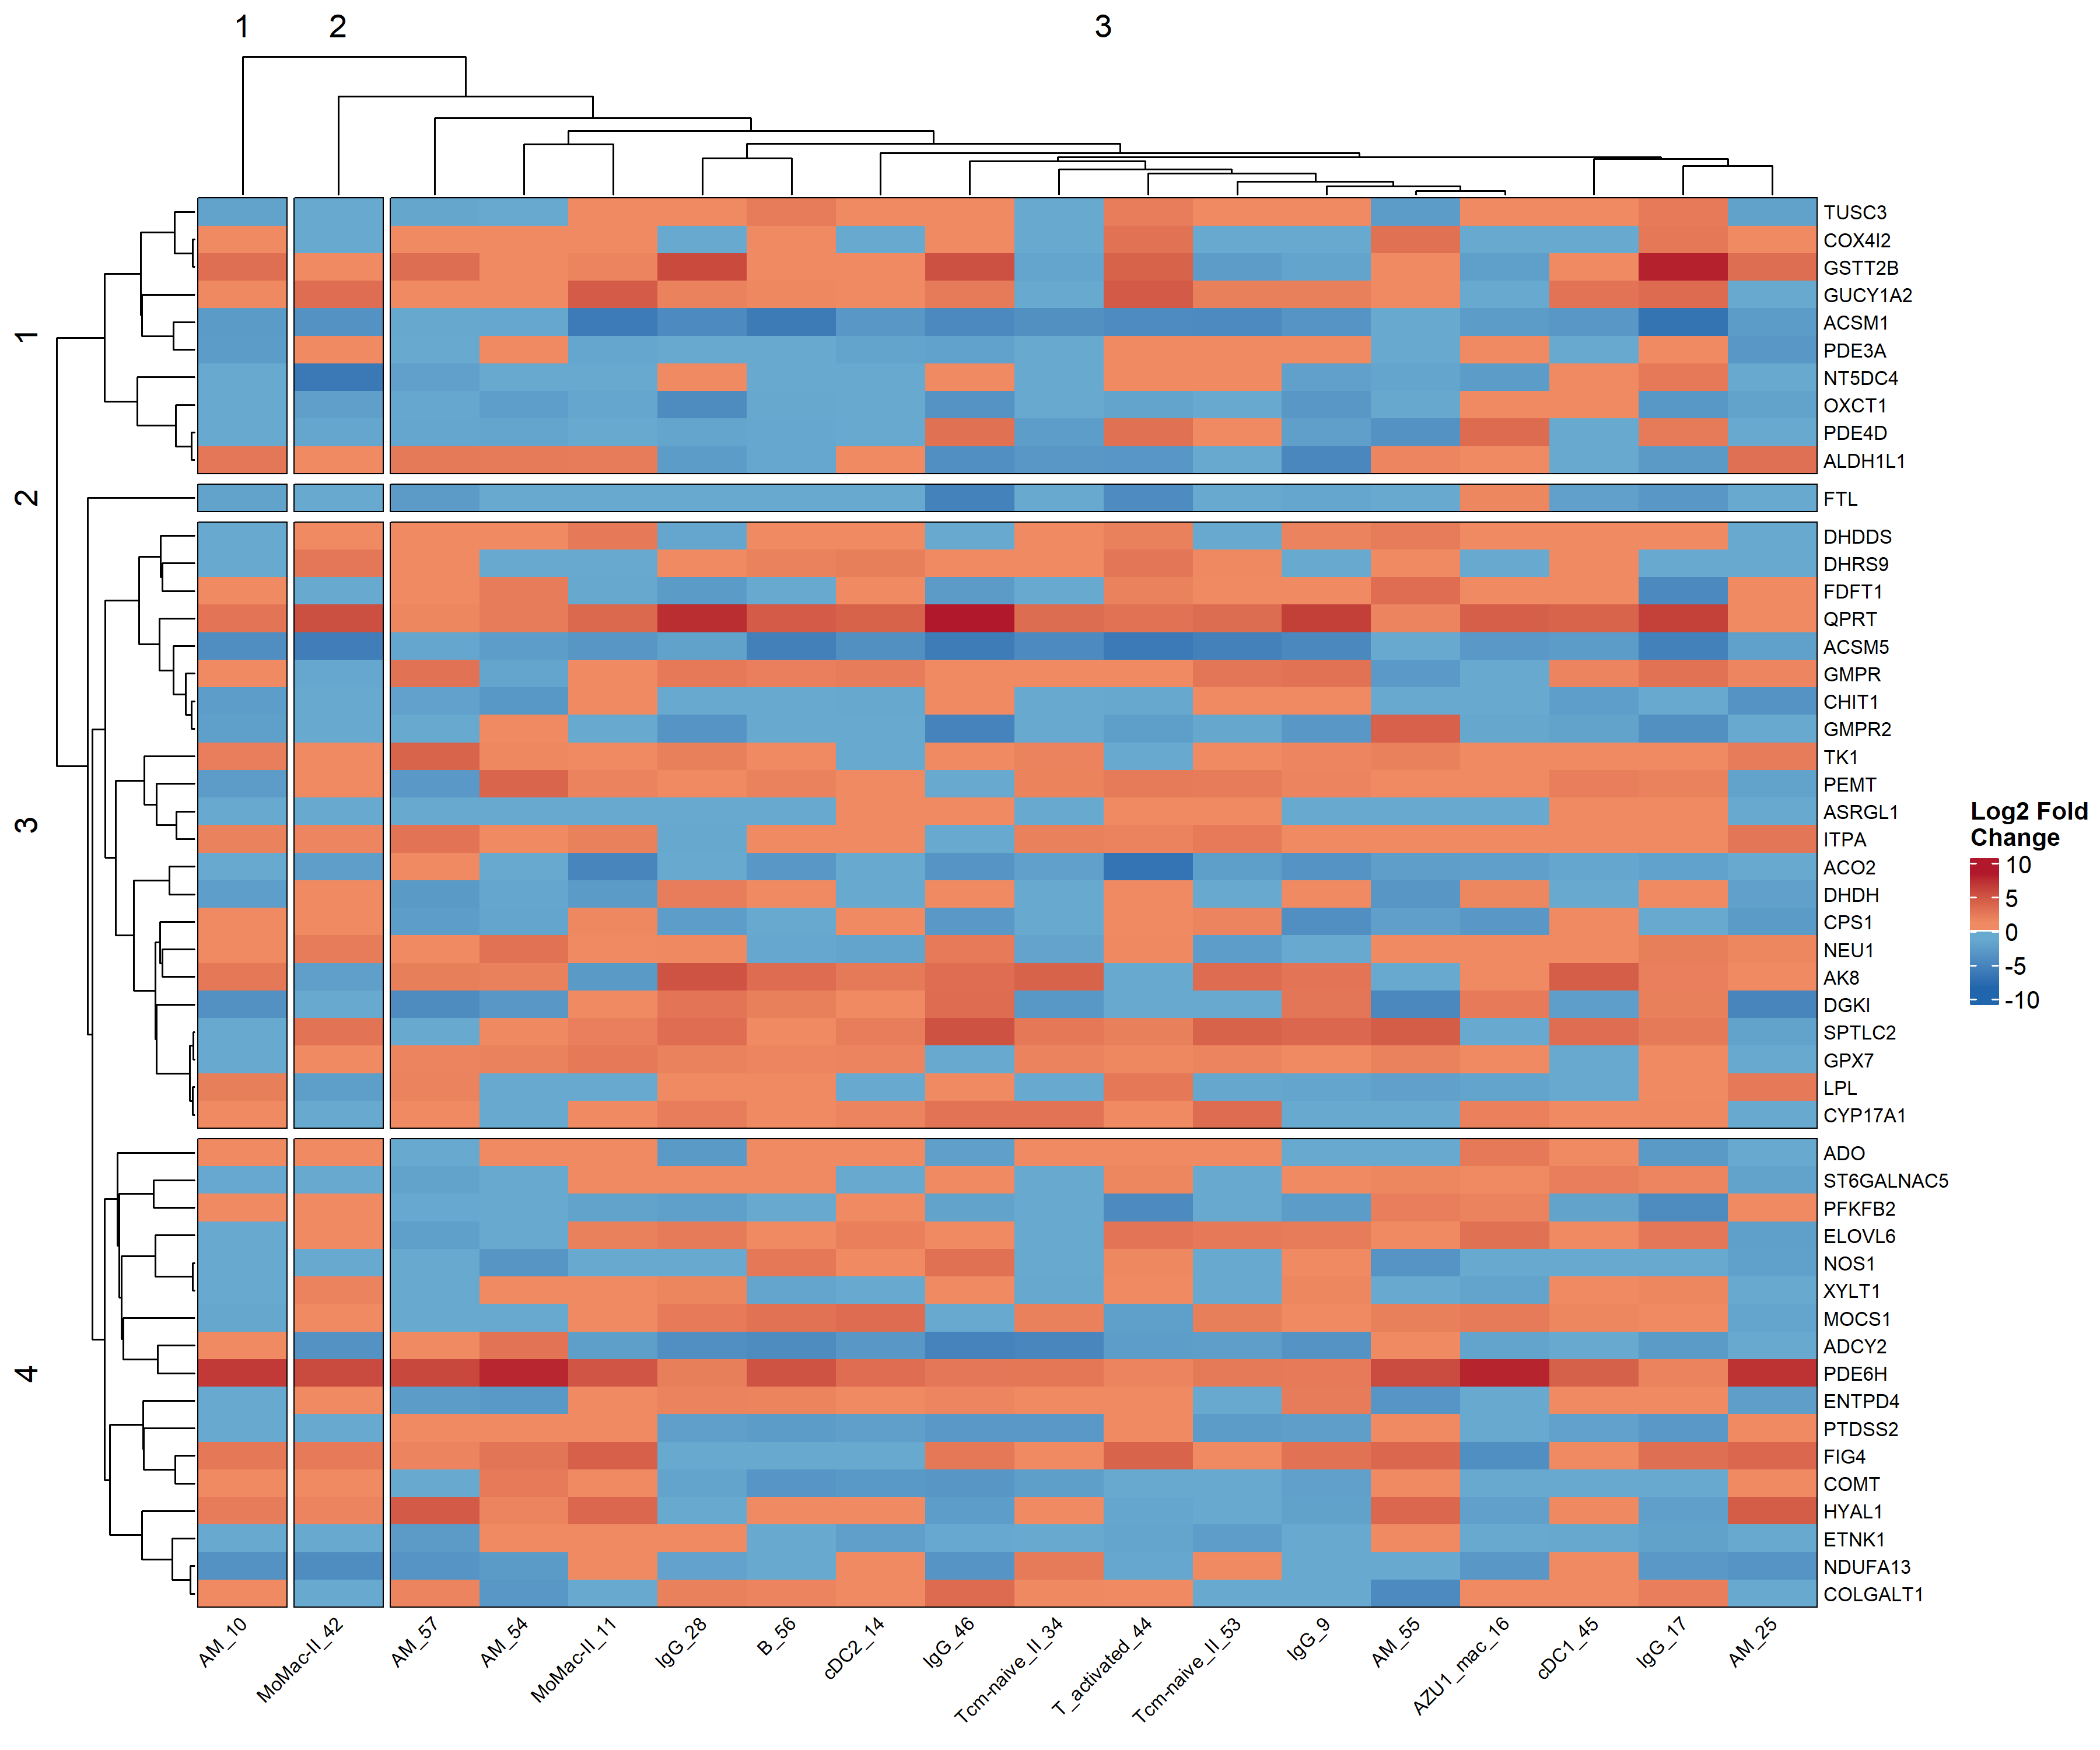 1
2
3
1
2
3
4
TUSC3
COX4I2
GSTT2B
GUCY1A2
ACSM1
PDE3A
NT5DC4
OXCT1
PDE4D
ALDH1L1
FTL
DHDDS
DHRS9
FDFT1
QPRT
ACSM5
GMPR
CHIT1
GMPR2
TK1
PEMT
ASRGL1
ITPA
ACO2
DHDH
CPS1
NEU1
AK8
DGKI
SPTLC2
GPX7
LPL
CYP17A1
ADO
ST6GALNAC5
PFKFB2
ELOVL6
NOS1
XYLT1
MOCS1
ADCY2
PDE6H
ENTPD4
PTDSS2
FIG4
COMT
HYAL1
ETNK1
NDUFA13
COLGALT1
AM_10
MoMac-II_42
AM_57
AM_54
MoMac-II_11
IgG_28
B_56
cDC2_14
IgG_46
Tcm-naive_II_34
T_activated_44
Tcm-naive_II_53
IgG_9
AM_55
AZU1_mac_16
cDC1_45
IgG_17
AM_25
Log2 Fold
Change
10
5
0
-5
-10